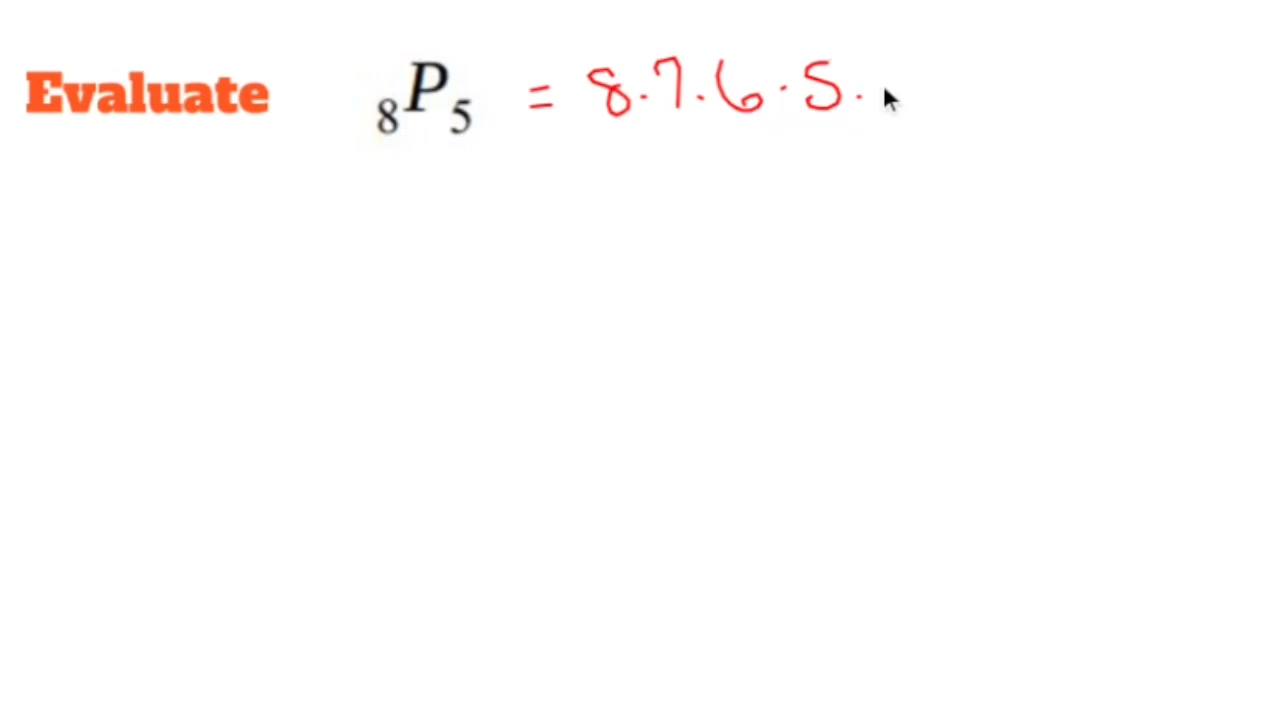 Evaluate ₈P₅ = 8·7·6·5·